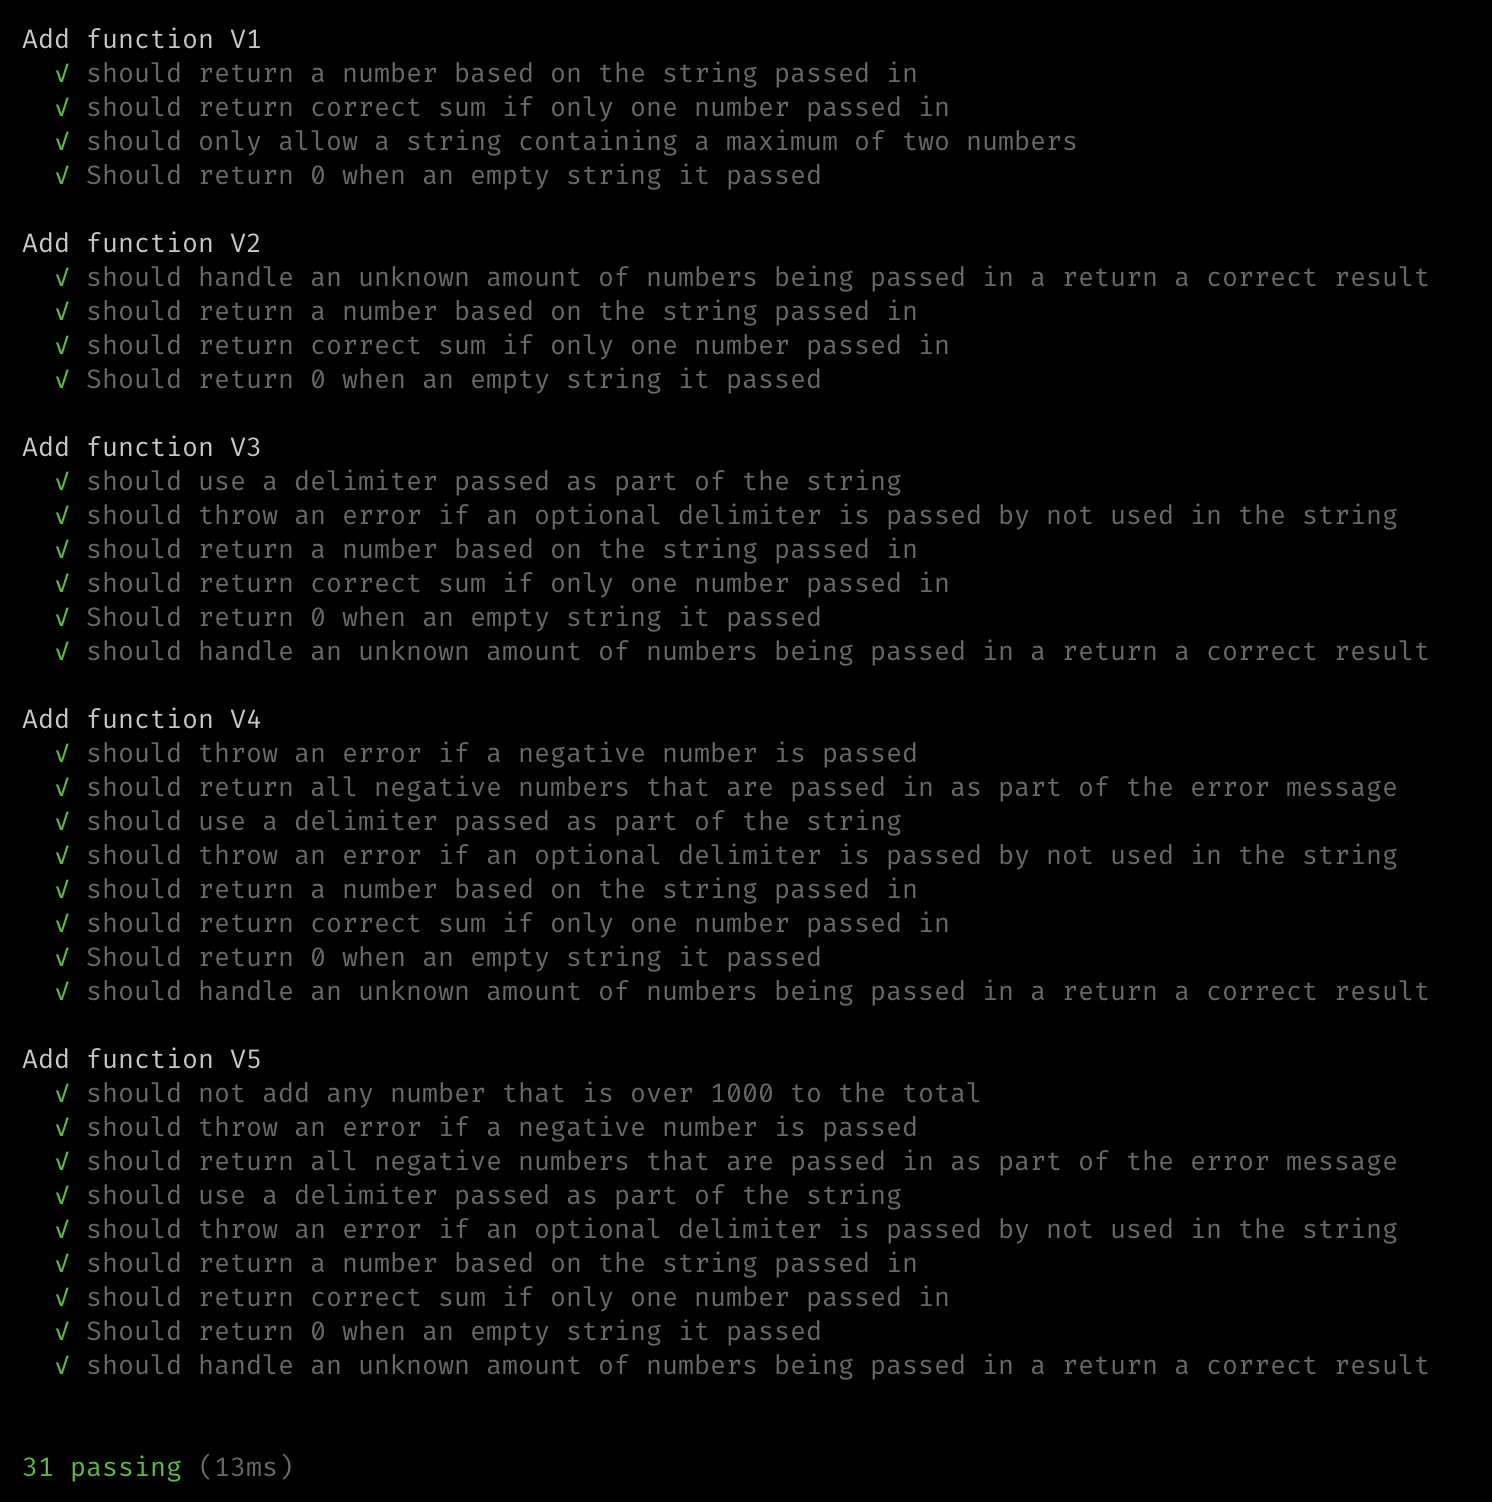 Add function V1
√ should return a number based on the string passed in
√ should return correct sum if only one number passed in
√ should only allow a string containing a maximum of two numbers
√ Should return 0 when an empty string it passed
Add function V2
√ should handle an unknown amount of numbers being passed in a return a correct result
√ should return a number based on the string passed in
√ should return correct sum if only one number passed in
√ Should return 0 when an empty string it passed
Add function V3
√ should use a delimiter passed as part of the string
√ should throw an error if an optional delimiter is passed by not used in the string
√ should return a number based on the string passed in
√ should return correct sum if only one number passed in
√ Should return 0 when an empty string it passed
√ should handle an unknown amount of numbers being passed in a return a correct result
Add function V4
√ should throw an error if a negative number is passed
√ should return all negative numbers that are passed in as part of the error message
√ should use a delimiter passed as part of the string
√ should throw an error if an optional delimiter is passed by not used in the string
√ should return a number based on the string passed in
√ should return correct sum if only one number passed in
√ Should return 0 when an empty string it passed
√ should handle an unknown amount of numbers being passed in a return a correct result
Add function V5
√ should not add any number that is over 1000 to the total
√ should throw an error if a negative number is passed
√ should return all negative numbers that are passed in as part of the error message
√ should use a delimiter passed as part of the string
√ should throw an error if an optional delimiter is passed by not used in the string
√ should return a number based on the string passed in
√ should return correct sum if only one number passed in
√ Should return 0 when an empty string it passed
√ should handle an unknown amount of numbers being passed in a return a correct result
31 passing (13ms)